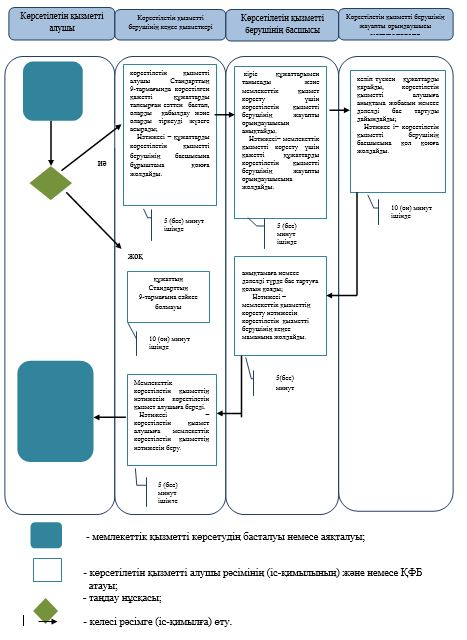 Көрсетілетін қызметті
алушы
Көрсетілетін қызметті
берушінің кеңсе қызметкері
Көрсетілетін қызметті
берушінің басшысы
Көрсетілетін қызметті берушінің
жауапты орындаушысы
көрсетілетін қызметті
алушы Стандарттың
9-тармағында көрсетілген
қажетті құжаттарды
тапсырған кәттен бастап,
оларды қабылдау және
оларды тіркеуді жүзеге
асырады;
Нәтижесі – құжаттарды
көрсетілетін қызметті
берушінің басшысына
бұрыштама қоюға
жолдайды.
5 (бес) минут
ішінде
кіріс құжаттарымен
танысады және
мемлекеттік қызмет
көрсету үшін
көрсетілетін қызметті
берушінің жауапты
орындаушысын
анықтайды.
Нәтижесі– мемлекеттік
қызметті көрсету үшін
қажетті құжаттарды
көрсетілетін қызметті
берушінің жауапты
орындаушысына
жолдайды.
5 (бес)
минут
ішінде
келіп түскен құжаттарды
қарайды, көрсетілетін
қызметті алушыға
анықтама жобасын немесе
дәлелді бас тартуды
дайындайды;
Нәтижесі– көрсетілетін
қызметті берушінің
басшысына қол қоюға
жолдайды.
10 (он) минут
ішінде
иә
жоқ
құжаттың
Стандарттың
9-тармағына сәйкес
болмауы
10 (он) минут
ішінде
анықтамаға немесе
дәлелді түрде бас тартуға
қолын қояды;
Нәтижесі –
мемлекеттік қызметтің
көрсету нәтижесін
көрсетілетін қызметті
берушінің кеңсе
маманына жолдайды.
5(бес)
минут
Мемлекеттік
көрсетілетін қызметтің
нәтижесін көрсетілетін
қызмет алушыға береді.
Нәтижесі –
көрсетілетін қызмет
алушыға мемлекеттік
көрсетілетін қызметтің
нәтижесін беру.
5 (бес)
минут
ішінде
- мемлекеттік қызметті көрсетудің басталуы немесе аяқталуы;
- көрсетілетін қызметті алушы рәсімінің (іс-қимылының) және немесе ҚФБ
атауы;
- таңдау нұсқасы;
- келесі рәсімге (іс-қимылға) өту.